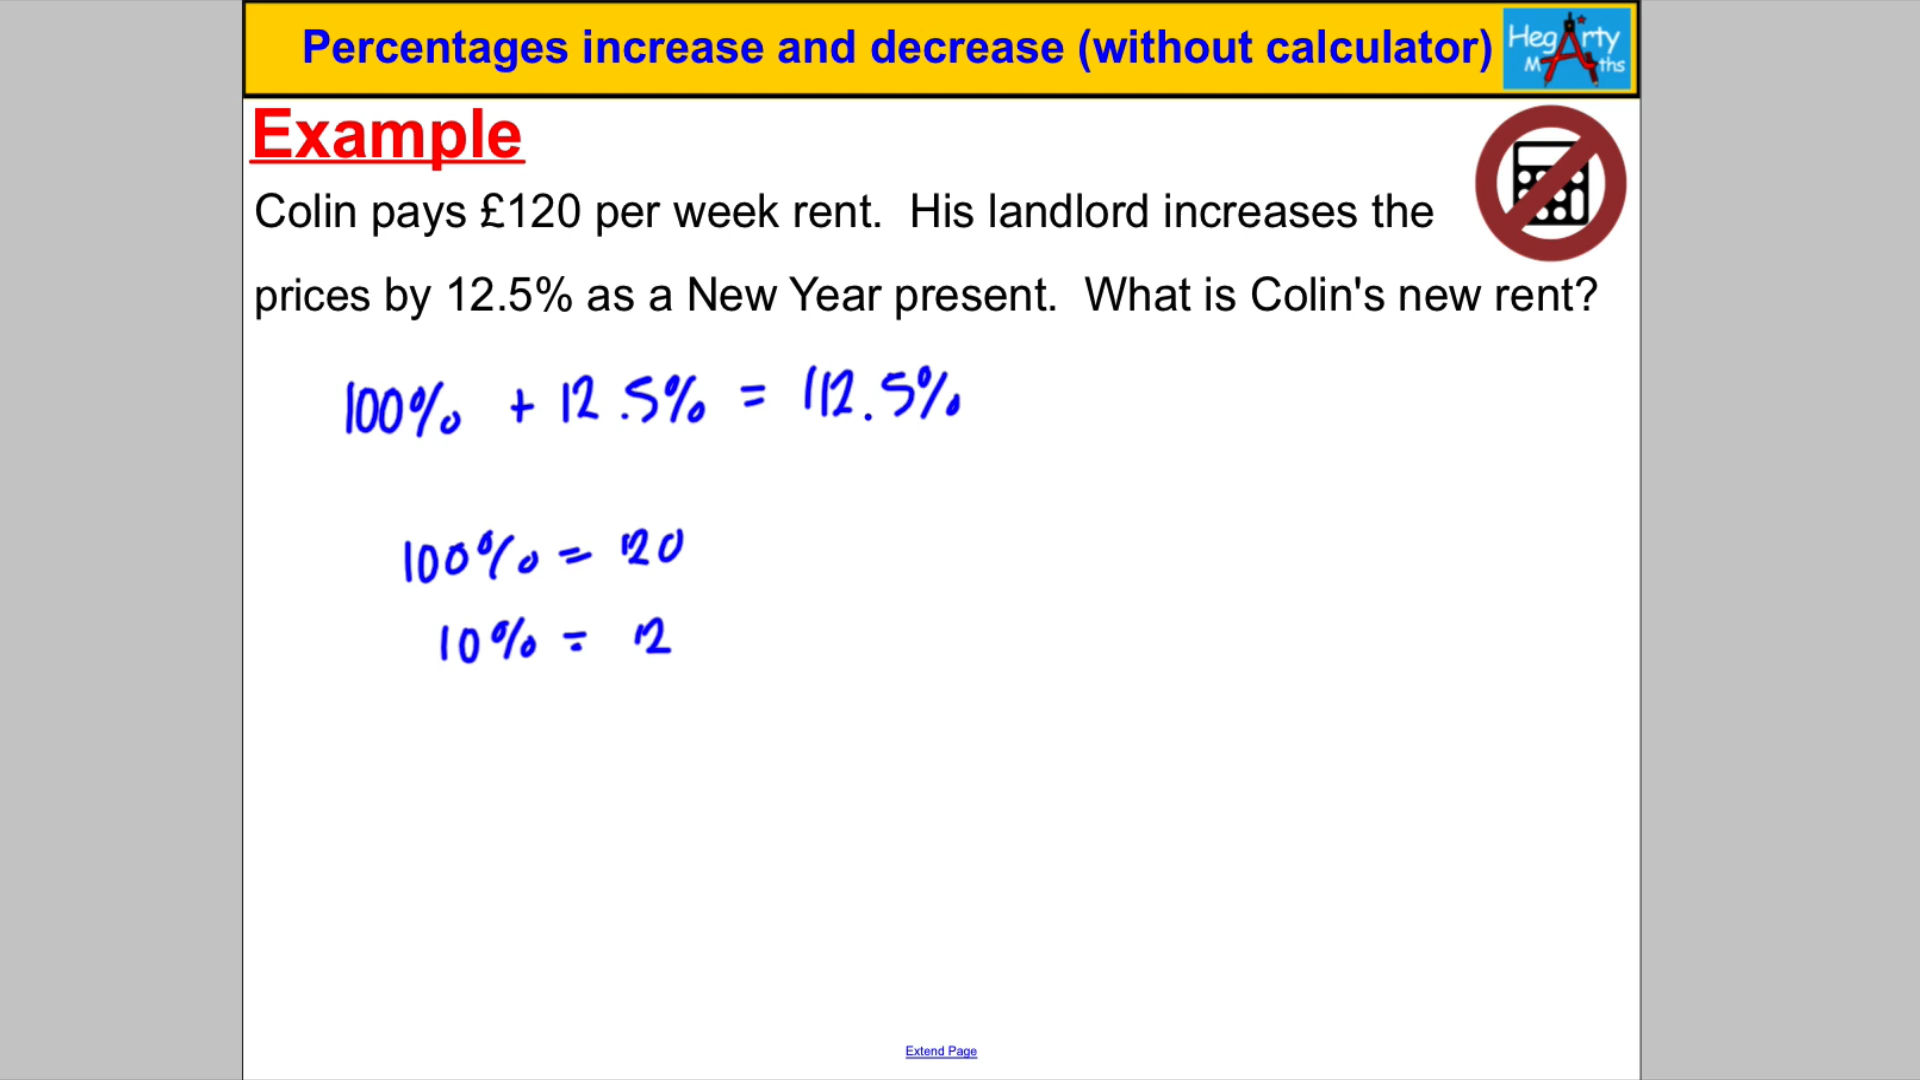 Percentages increase and decrease (without calculator)
HegArty
MAths
Example
Colin pays £120 per week rent. His landlord increases the
prices by 12.5% as a New Year present. What is Colin's new rent?
100% + 12.5% = 112.5%
100% = 120
10% = 12
Extend Page